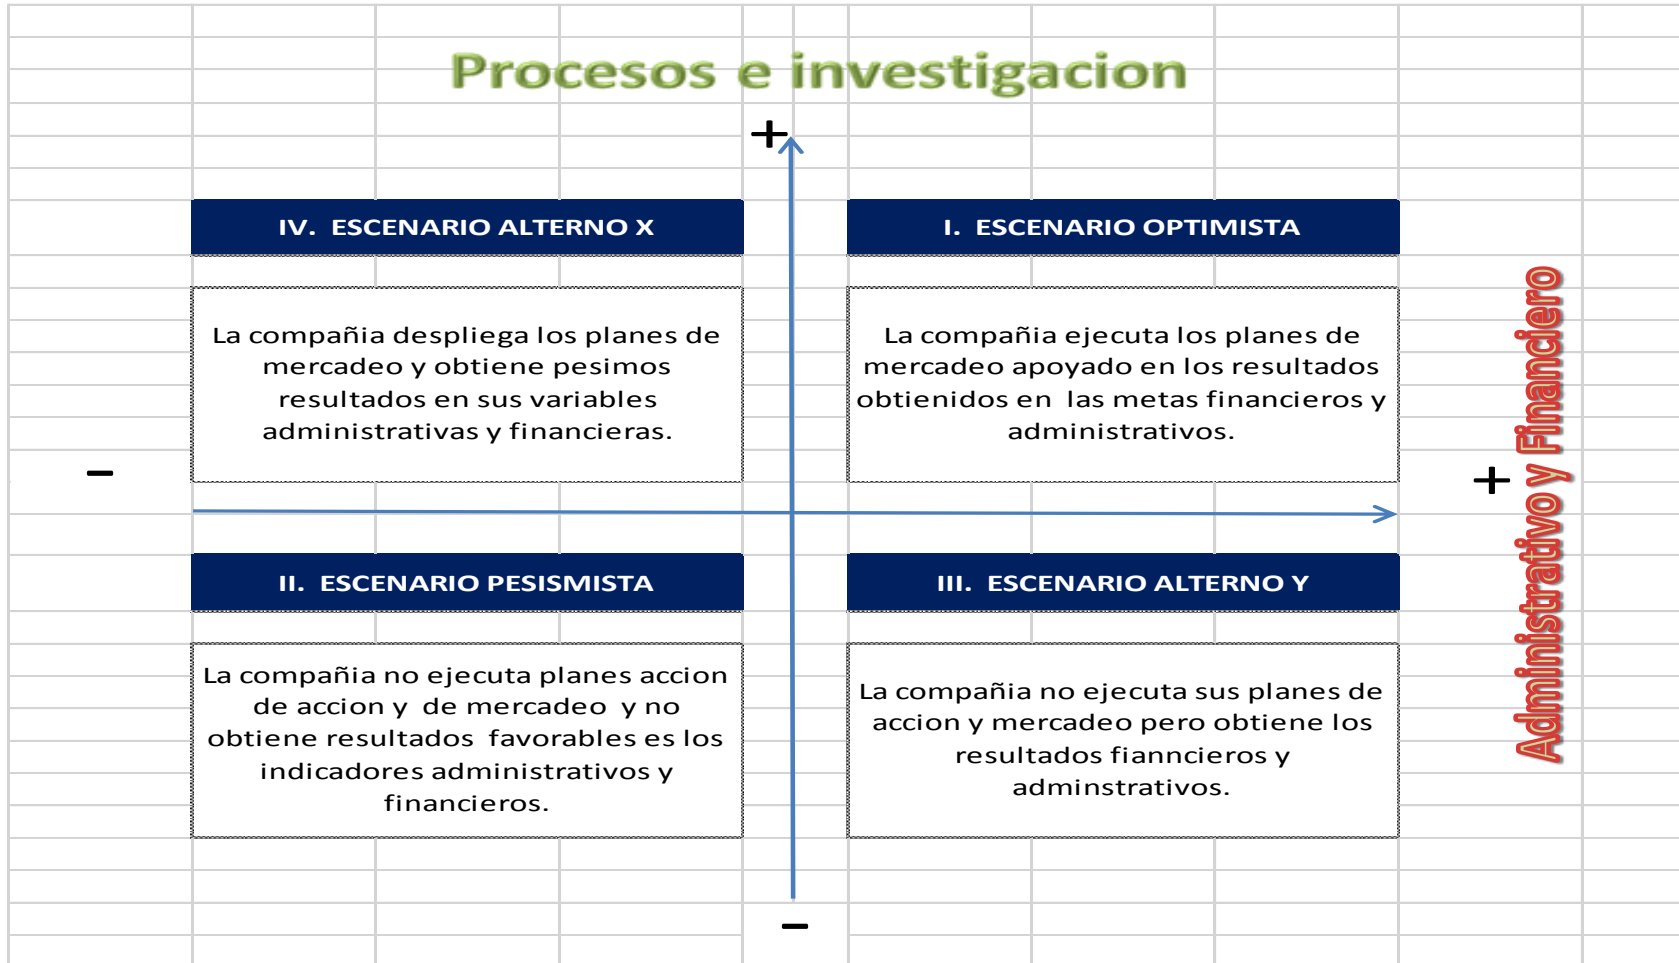 Procesos e investigacion
+
IV. ESCENARIO ALTERNO X
La compañia despliega los planes de
mercadeo y obtiene pesimos
resultados en sus variables
administrativas y financieras.
I. ESCENARIO OPTIMISTA
La compañia ejecuta los planes de
mercadeo apoyado en los resultados
obtienidos en las metas financieros y
administrativos.
–
+
Administrativo y Financiero
II. ESCENARIO PESISMISTA
La compañia no ejecuta planes accion
de accion y de mercadeo y no
obtiene resultados favorables es los
indicadores administrativos y
financieros.
III. ESCENARIO ALTERNO Y
La compañia no ejecuta sus planes de
accion y mercadeo pero obtiene los
resultados fianncieros y
adminstrativos.
–